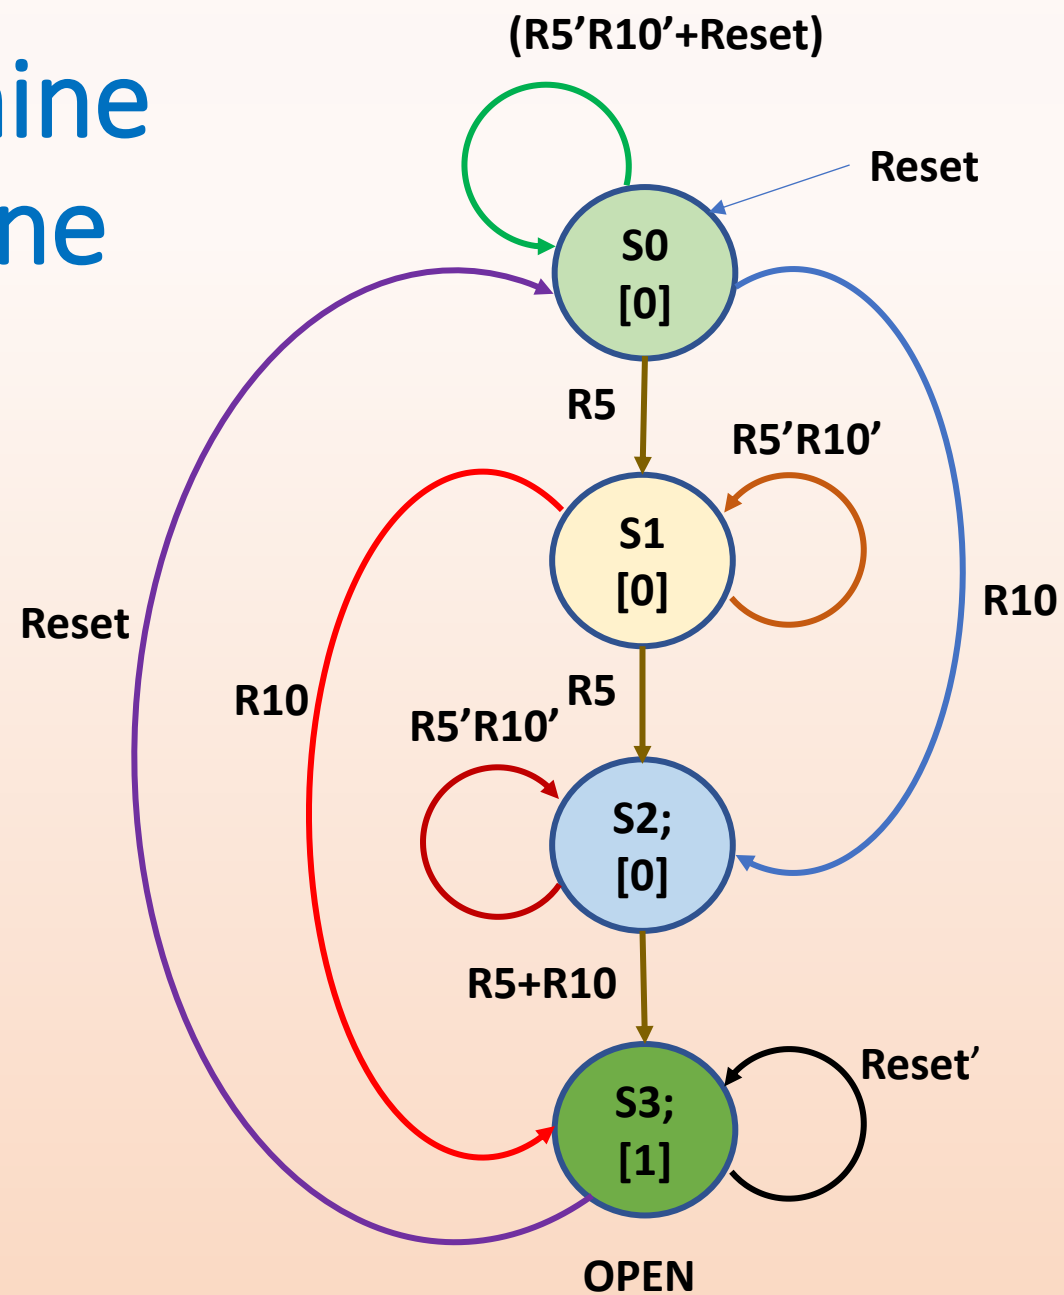 (R5’R10’+Reset)
ine
ne
Reset
S0
[0]
R5
R5’R10’
S1
[0]
R10
Reset
R10
R5
R5’R10’
S2;
[0]
R5+R10
Reset’
S3;
[1]
OPEN